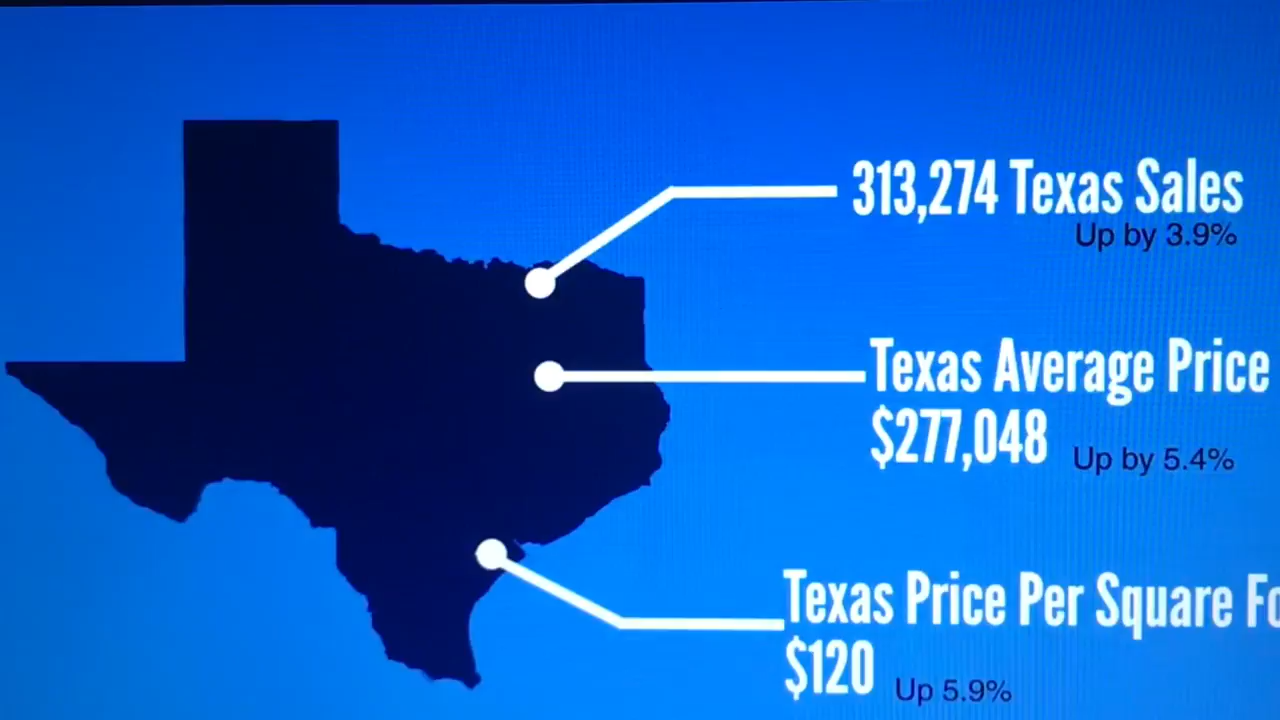 313,274 Texas Sales
Up by 3.9%
Texas Average Price
$277,048 Up by 5.4%
Texas Price Per Square
$120 Up 5.9%